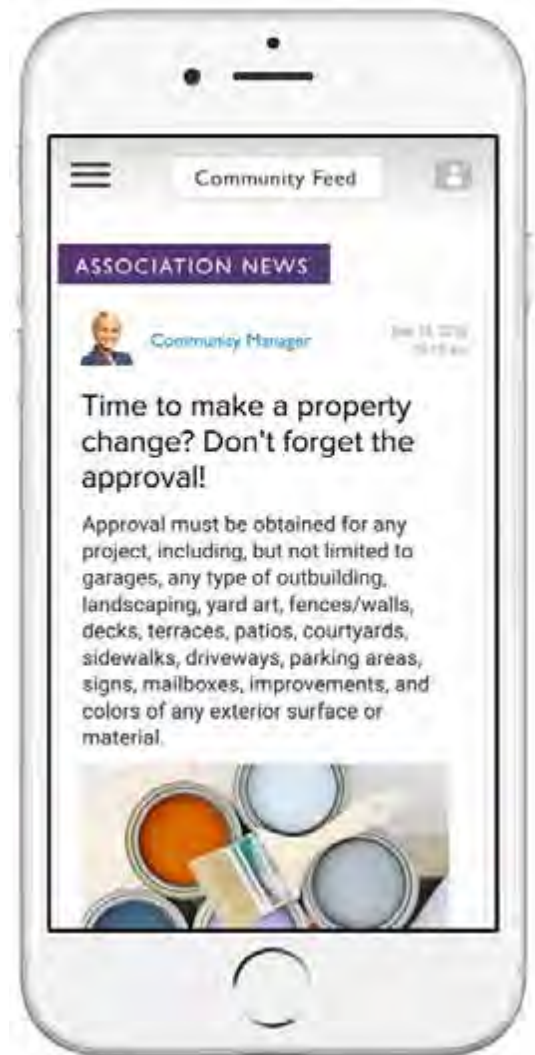 Community Feed
ASSOCIATION NEWS
Community Manager
Time to make a property
change? Don't forget the
approval!
Approval must be obtained for any
project, including, but not limited to
garages, any type of outbuilding,
landscaping, yard art, fences/walls,
decks, terraces, patios, courtyards,
sidewalks, driveways, parking areas,
signs, mailboxes, improvements, and
colors of any exterior surface or
material.